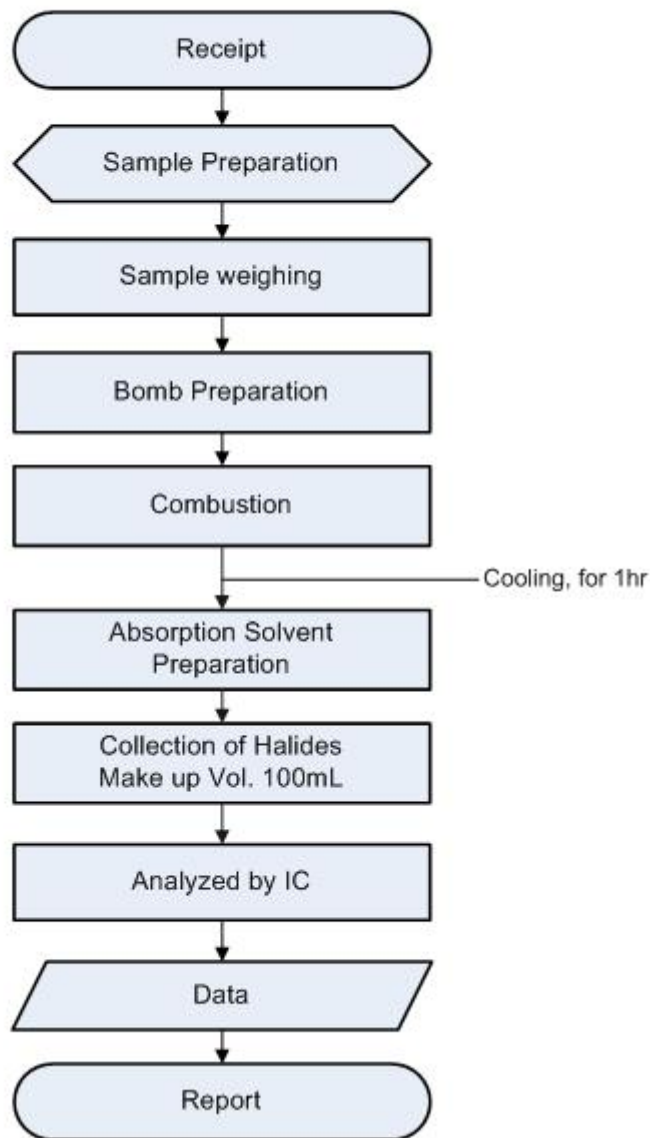 Receipt
Sample Preparation
Sample weighing
Bomb Preparation
Combustion
Cooling, for 1hr
Absorption Solvent
Preparation
Collection of Halides
Make up Vol. 100mL
Analyzed by IC
Data
Report